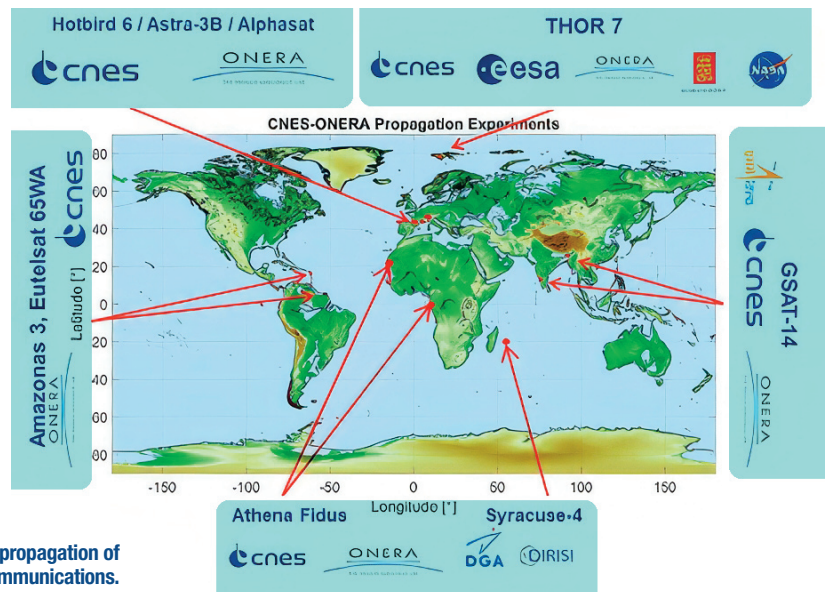 Hotbird 6 / Astra-3B / Alphasat
cnes
ONERA
THOR 7
cnes
esa
ONERA
NASA
CNES-ONERA Propagation Experiments
Amazonas 3, Eutelsat 65WA
cnes
ONERA
GSAT-14
isro
cnes
ONERA
80
60
40
20
0
20
40
60
80
-150 -100 -50 0 50 100 150
Longitudo [°]
Athena Fidus
cnes
ONERA
Syracuse-4
DGA
DIRISI
propagation of
mmunications.